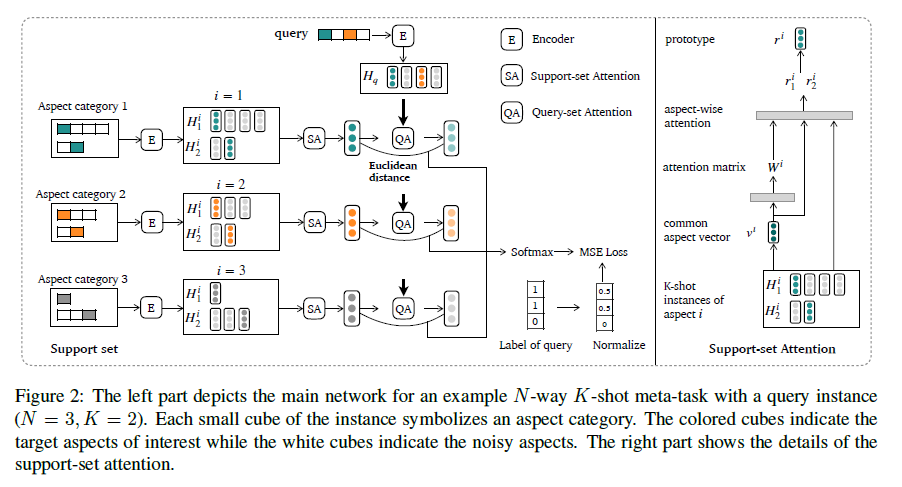 query
E
E
Encoder
prototype
r^i
H_q
SA
Support-set Attention
r_1^i r_2^i
Aspect category 1
i = 1
QA
Query-set Attention
aspect-wise
attention
E
H_1^i
H_2^i
SA
QA
Euclidean
distance
attention matrix
W^i
Aspect category 2
i = 2
E
H_1^i
H_2^i
SA
QA
common
aspect vector
v^i
Softmax
MSE Loss
Aspect category 3
i = 3
E
H_1^i
H_2^i
SA
QA
1
1
0
0.5
0.5
0
K-shot
instances of
aspect i
H_1^i
H_2^i
Support set
Label of query
Normalize
Support-set Attention
Figure 2: The left part depicts the main network for an example N-way K-shot meta-task with a query instance
(N = 3, K = 2). Each small cube of the instance symbolizes an aspect category. The colored cubes indicate the
target aspects of interest while the white cubes indicate the noisy aspects. The right part shows the details of the
support-set attention.